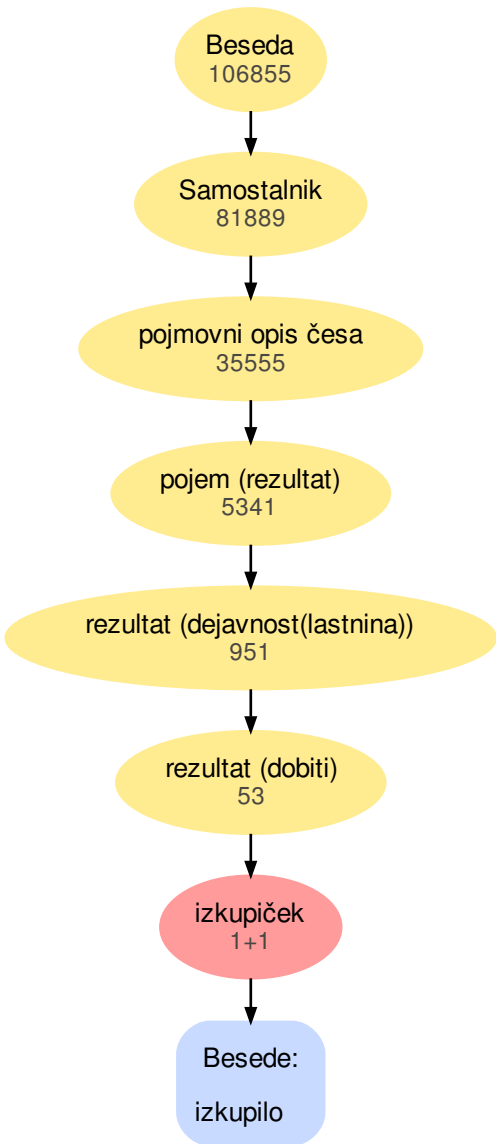 Beseda
106855
Samostalnik
81889
pojmovni opis česa
35555
pojem (rezultat)
5341
rezultat (dejavnost(lastnina))
951
rezultat (dobiti)
53
izkupiček
1+1
Besede:
izkupilo